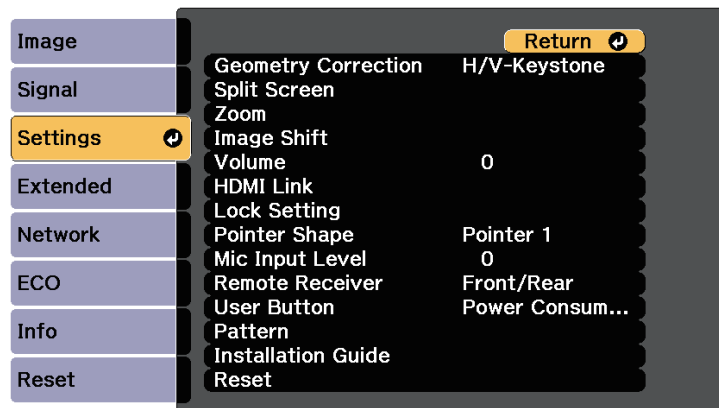 Image
Signal
Settings
Extended
Network
ECO
Info
Reset
Return
Geometry Correction H/V-Keystone
Split Screen
Zoom
Image Shift
Volume 0
HDMI Link
Lock Setting
Pointer Shape Pointer 1
Mic Input Level 0
Remote Receiver Front/Rear
User Button Power Consum...
Pattern
Installation Guide
Reset